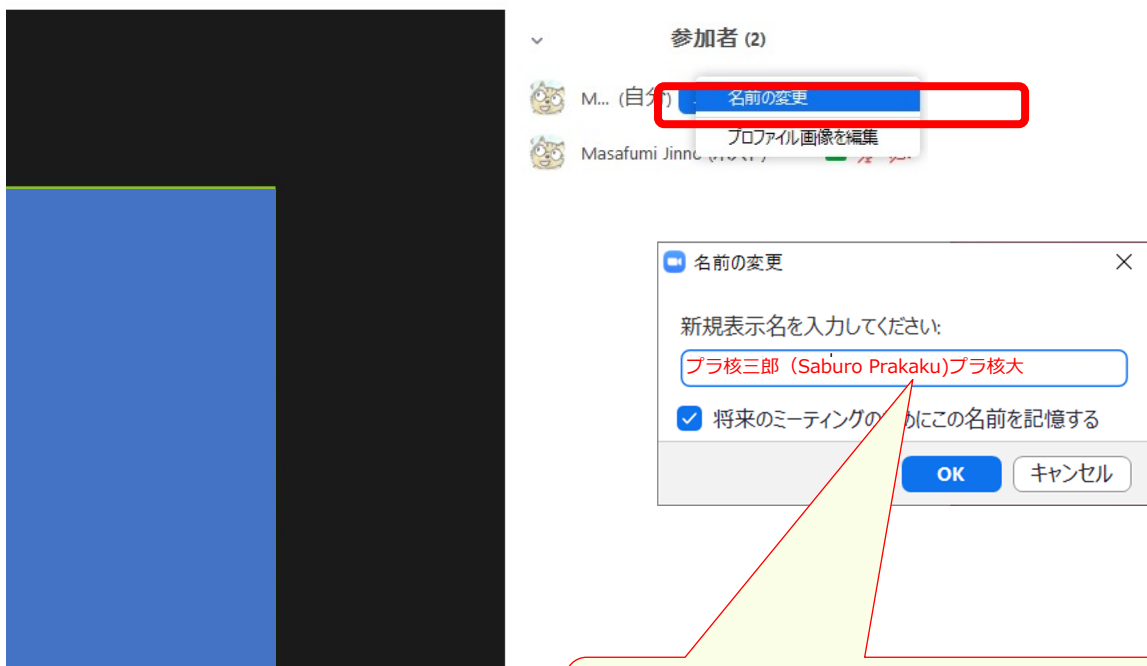 参加者 (2)
M... (自分)
名前の変更
プロファイル画像を編集
Masafumi Jinno
名前の変更
新規表示名を入力してください:
プラ核三郎（Saburo Prakaku)プラ核大
将来のミーティングの めにこの名前を記憶する
OK
キャンセル